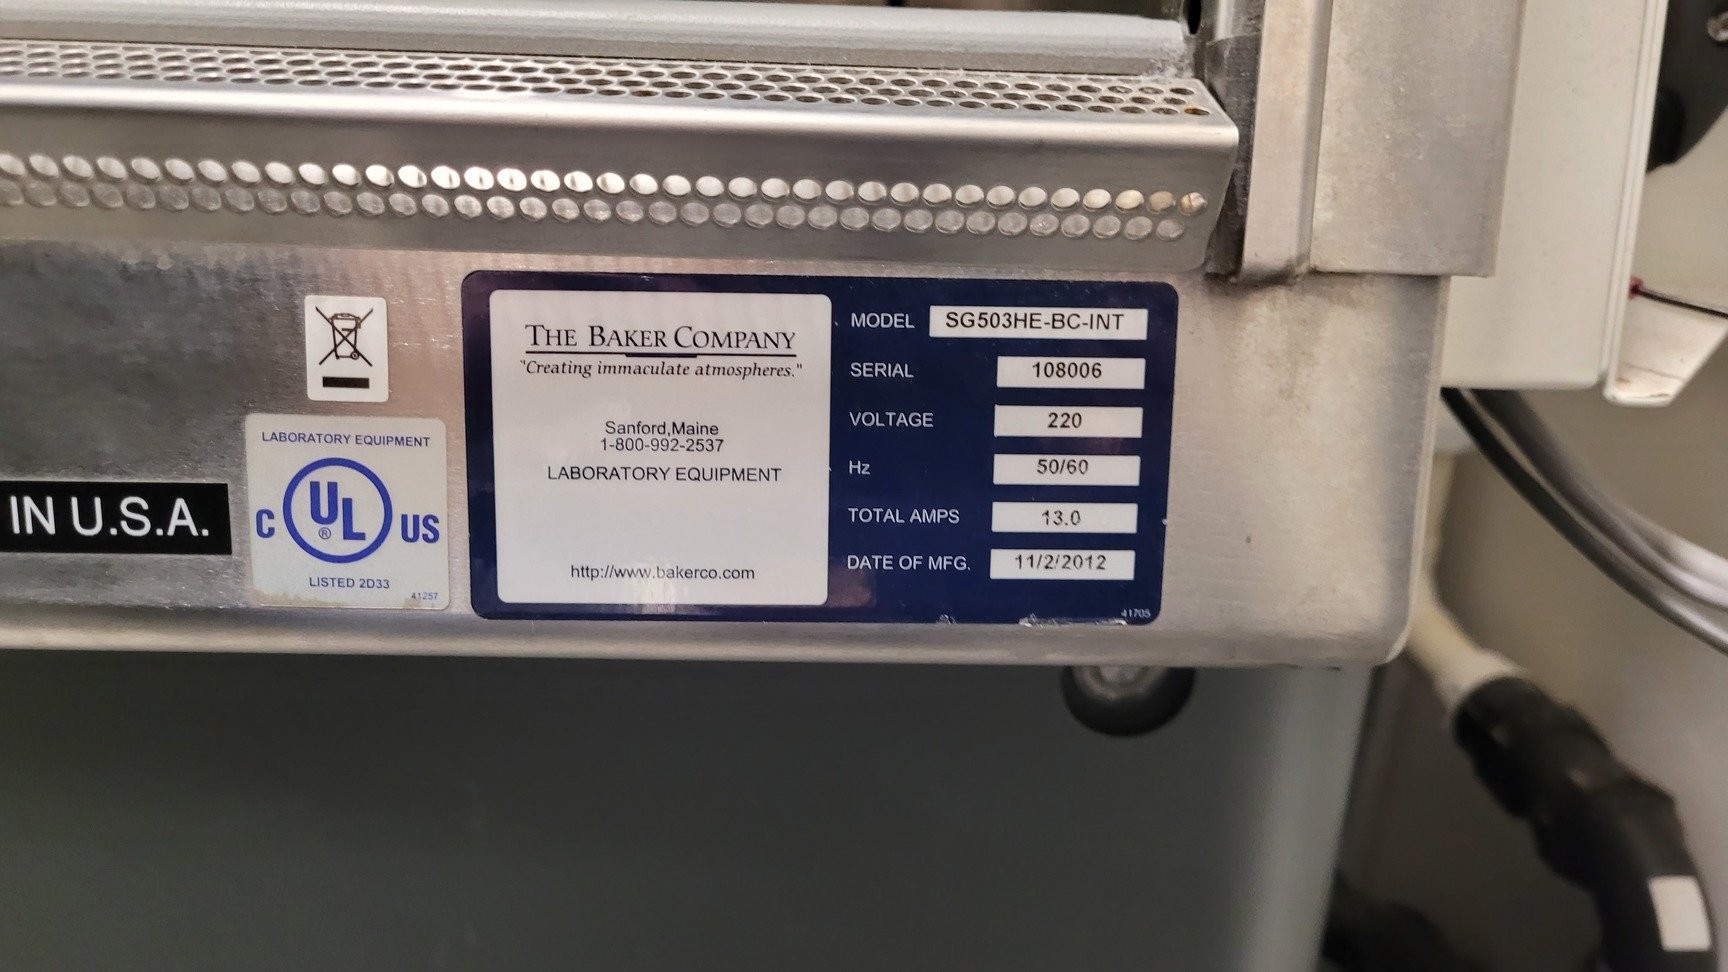 THE BAKER COMPANY
"Creating immaculate atmospheres."
Sanford,Maine
1-800-992-2537
LABORATORY EQUIPMENT
http://www.bakerco.com
MODEL SG503HE-BC-INT
SERIAL 108006
VOLTAGE 220
Hz 50/60
TOTAL AMPS 13.0
DATE OF MFG. 11/2/2012
41705
LABORATORY EQUIPMENT
C UL ® US
LISTED 2D33
41257
IN U.S.A.